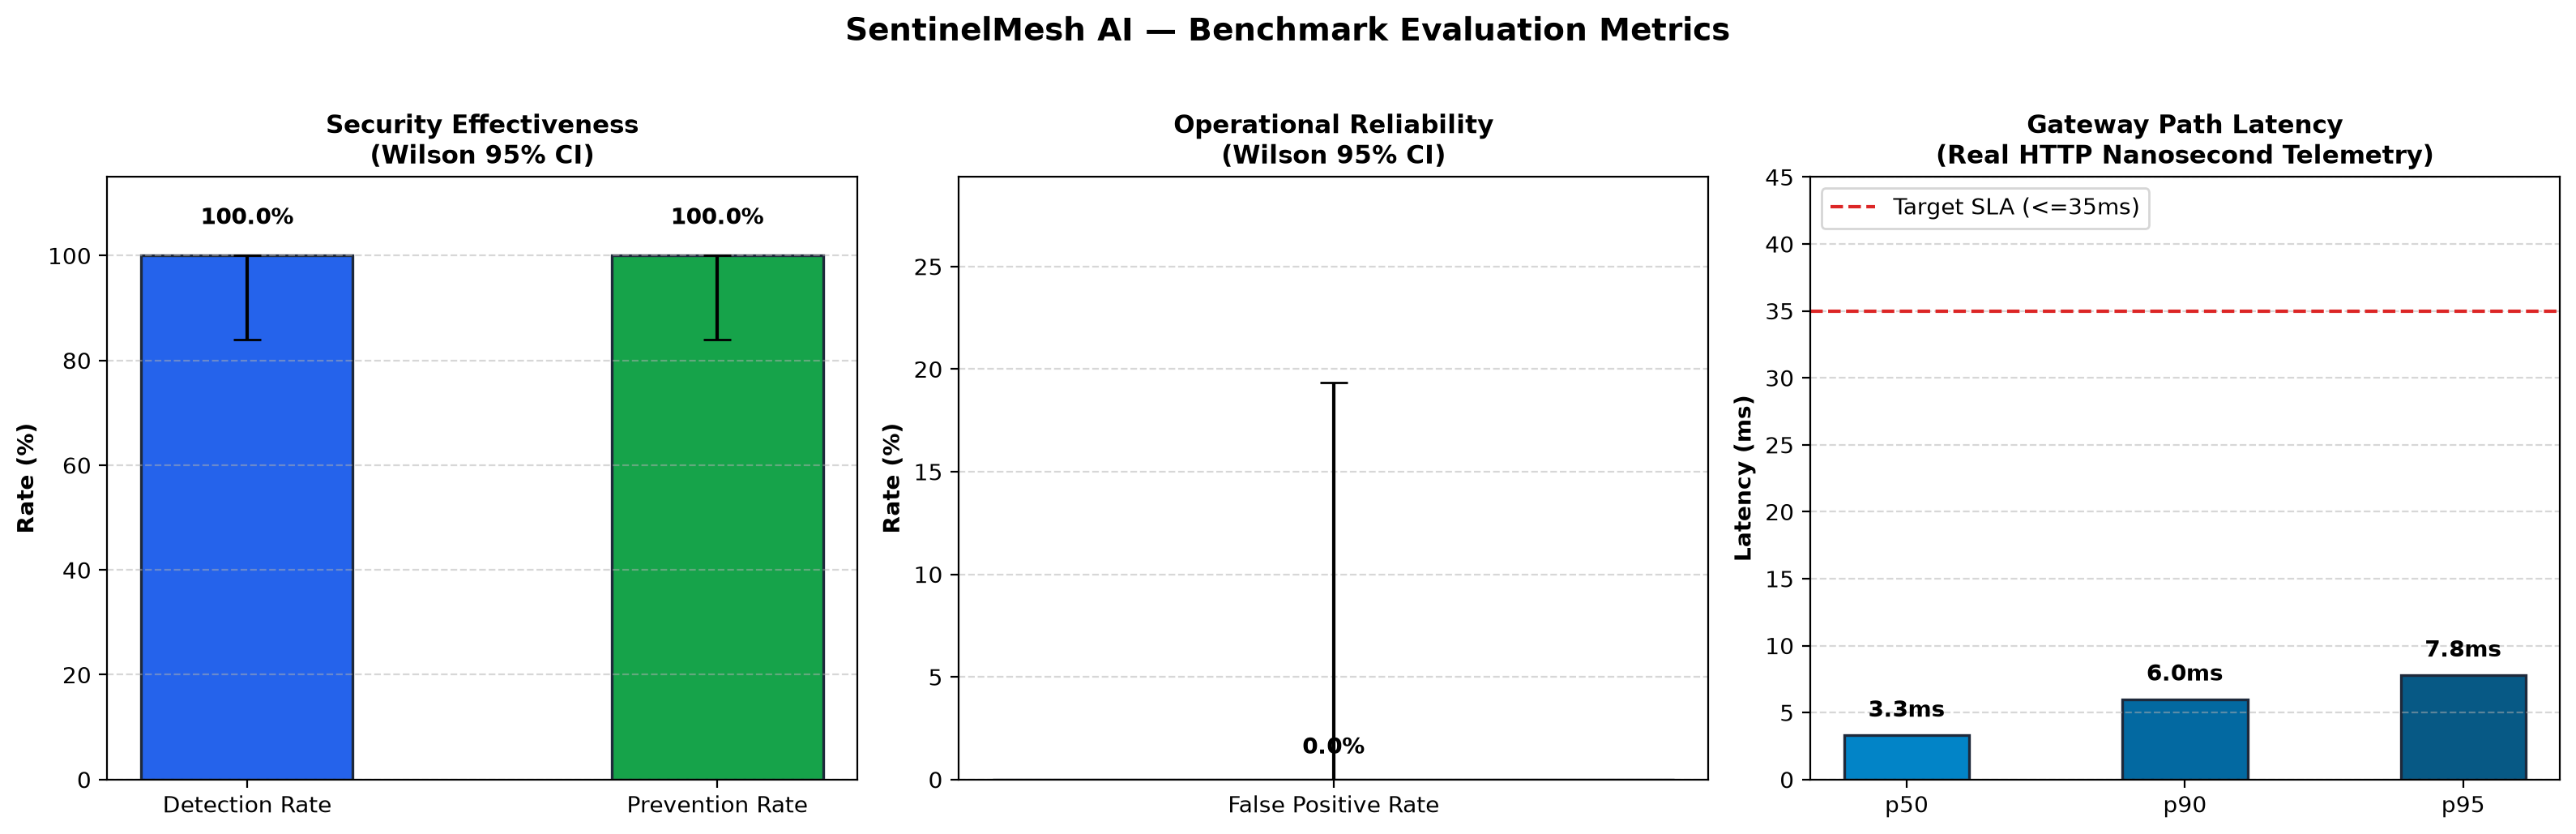 SentinelMesh AI — Benchmark Evaluation Metrics
Security Effectiveness
(Wilson 95% CI)
Rate (%)
100
80
60
40
20
0
100.0%
100.0%
Detection Rate
Prevention Rate
Operational Reliability
(Wilson 95% CI)
Rate (%)
25
20
15
10
5
0
0.0%
False Positive Rate
Gateway Path Latency
(Real HTTP Nanosecond Telemetry)
Latency (ms)
45
40
35
30
25
20
15
10
5
0
Target SLA (<=35ms)
3.3ms
6.0ms
7.8ms
p50
p90
p95